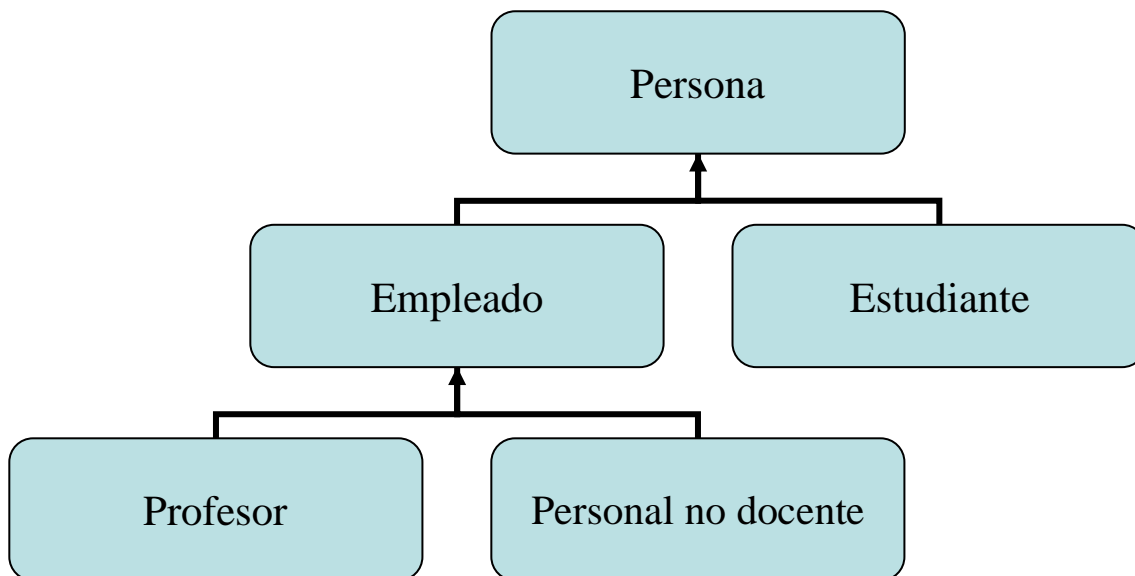 Persona
Empleado
Estudiante
Profesor
Personal no docente